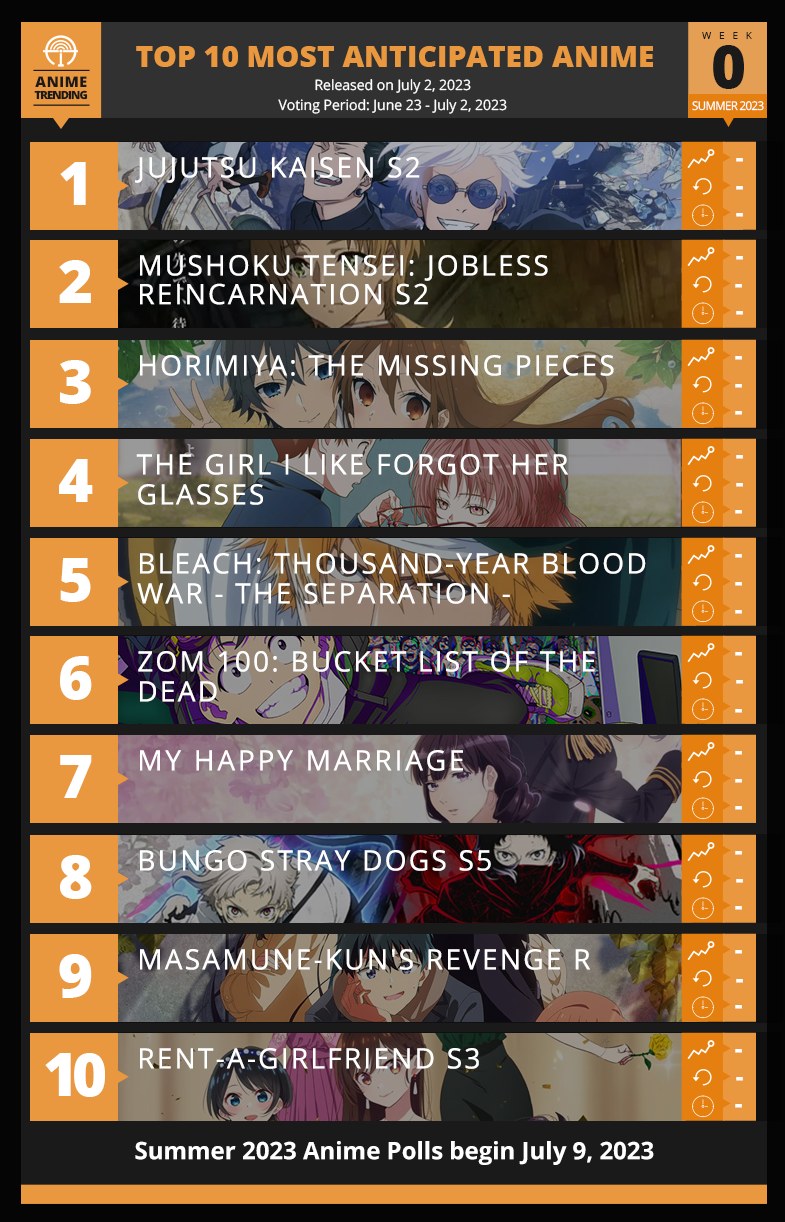 ANIME
TRENDING
TOP 10 MOST ANTICIPATED ANIME
Released on July 2, 2023
Voting Period: June 23 - July 2, 2023
WEEK
0
SUMMER 2023
1
JUJUTSU KAISEN S2
-
-
-
2
MUSHOKU TENSEI: JOBLESS
REINCARNATION S2
待
-
-
-
3
HORIMIYA: THE MISSING PIECES
-
-
-
4
THE GIRL I LIKE FORGOT HER
GLASSES
-
-
-
5
BLEACH: THOUSAND-YEAR BLOOD
WAR - THE SEPARATION -
-
-
-
6
ZOM 100: BUCKET LIST OF THE
DEAD
-
-
-
7
MY HAPPY MARRIAGE
-
-
-
8
BUNGO STRAY DOGS S5
-
-
-
9
MASAMUNE-KUN'S REVENGE R
-
-
-
10
RENT-A-GIRLFRIEND S3
-
-
-
Summer 2023 Anime Polls begin July 9, 2023